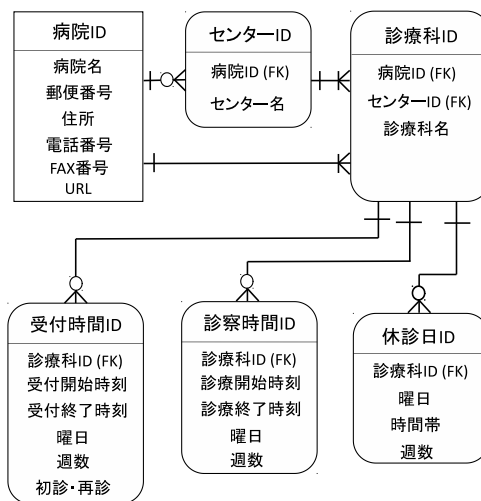 病院ID
病院名
郵便番号
住所
電話番号
FAX番号
URL
センターID
病院ID (FK)
センター名
診療科ID
病院ID (FK)
センターID (FK)
診療科名
受付時間ID
診療科ID (FK)
受付開始時刻
受付終了時刻
曜日
週数
初診・再診
診察時間ID
診療科ID (FK)
診療開始時刻
診療終了時刻
曜日
週数
休診日ID
診療科ID (FK)
曜日
時間帯
週数